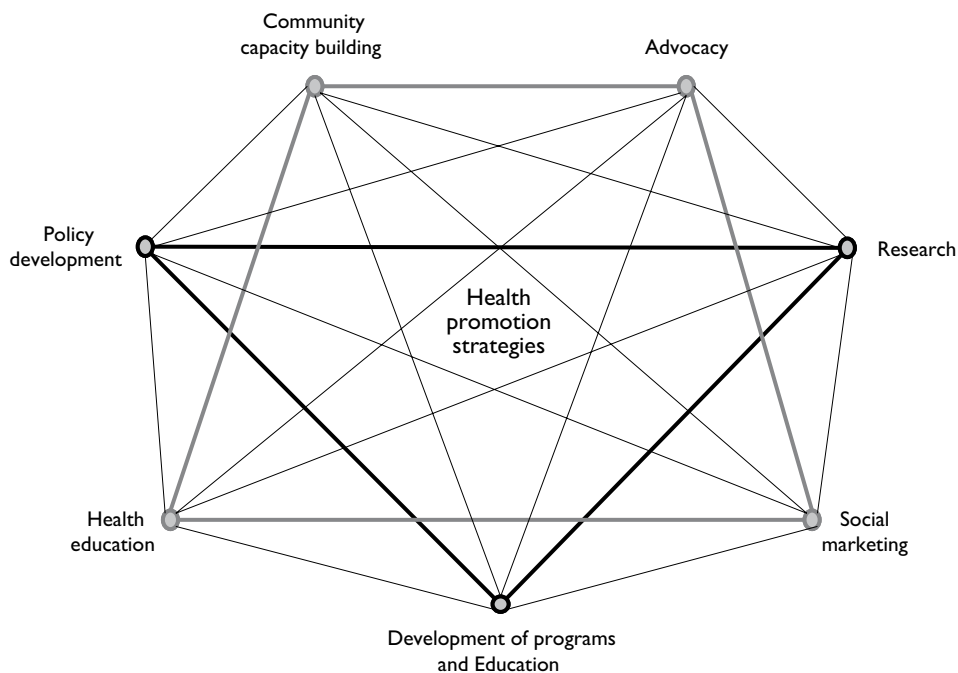 Community
capacity building
Advocacy
Policy
development
Research
Health
promotion
strategies
Health
education
Social
marketing
Development of programs
and Education